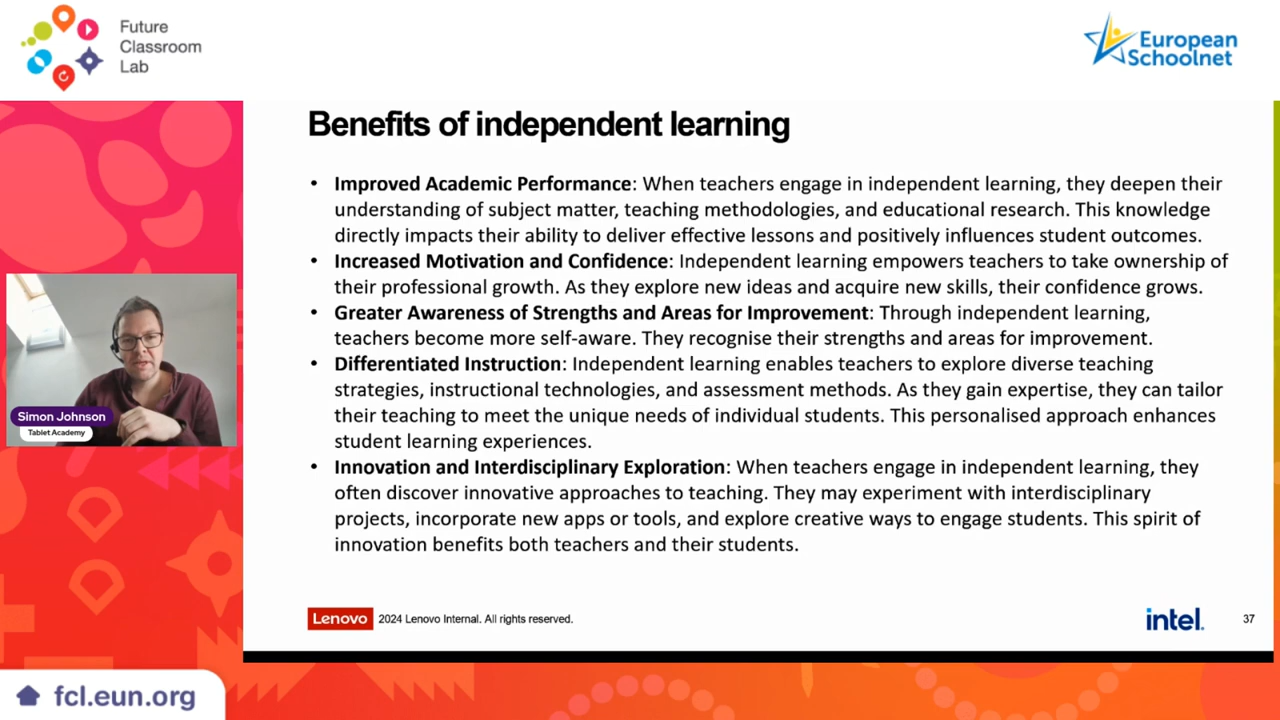 Future
Classroom
Lab
European
Schoolnet
Benefits of independent learning
• Improved Academic Performance: When teachers engage in independent learning, they deepen their
understanding of subject matter, teaching methodologies, and educational research. This knowledge
directly impacts their ability to deliver effective lessons and positively influences student outcomes.
• Increased Motivation and Confidence: Independent learning empowers teachers to take ownership of
their professional growth. As they explore new ideas and acquire new skills, their confidence grows.
• Greater Awareness of Strengths and Areas for Improvement: Through independent learning,
teachers become more self-aware. They recognise their strengths and areas for improvement.
• Differentiated Instruction: Independent learning enables teachers to explore diverse teaching
strategies, instructional technologies, and assessment methods. As they gain expertise, they can tailor
their teaching to meet the unique needs of individual students. This personalised approach enhances
student learning experiences.
• Innovation and Interdisciplinary Exploration: When teachers engage in independent learning, they
often discover innovative approaches to teaching. They may experiment with interdisciplinary
projects, incorporate new apps or tools, and explore creative ways to engage students. This spirit of
innovation benefits both teachers and their students.
Simon Johnson
Tablet Academy
Lenovo 2024 Lenovo Internal. All rights reserved.
intel.
37
fcl.eun.org